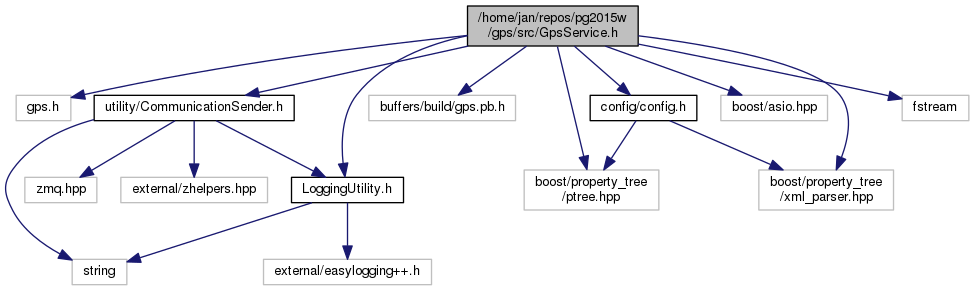 /home/jan/repos/pg2015w
/gps/src/GpsService.h
gps.h
utility/CommunicationSender.h
buffers/build/gps.pb.h
config/config.h
boost/asio.hpp
fstream
zmq.hpp
external/zhelpers.hpp
LoggingUtility.h
boost/property_tree
/ptree.hpp
boost/property_tree
/xml_parser.hpp
string
external/easylogging++.h